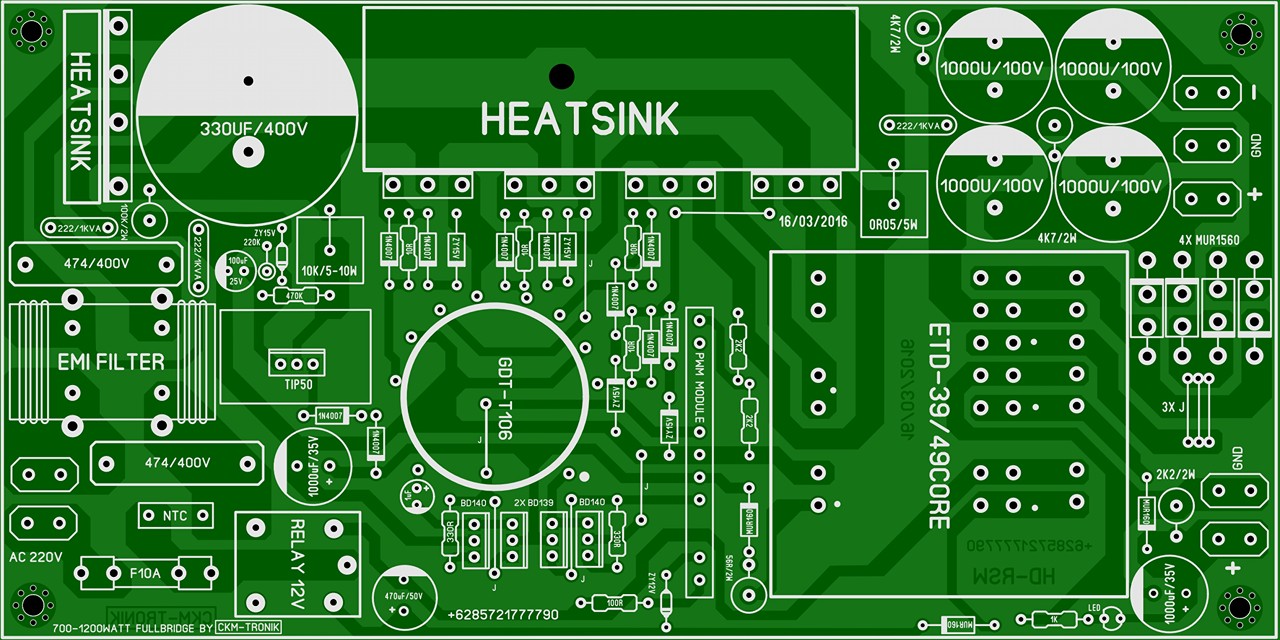 HEATSINK
330UF/400V
HEATSINK
4K7/2W
1000U/100V
1000U/100V
-
222/1KVA
GND
1000U/100V
1000U/100V
+
100K/2W
222/1KVA
222/1KVA
ZY15V
220K
16/03/2016
0R05/5W
4K7/2W
4X MUR1560
474/400V
100uF
25V
10K/5-10W
470K
1N4007
10R
1N4007
ZY15V
1N4007
10R
1N4007
ZY15V
J
10R
1N4007
1N4007
10R
1N4007
1N4007
ZY15V
ZY15V
EMI FILTER
TIP50
GDT-T106
J
PWM MODULE
2K2
2K2
ETD-39/49CORE
16/03/2016
3X J
1N4007
1N4007
474/400V
1000uF/35V
1uF
+
J
GND
2K2/2W
MUR160
MUR160
BD140
2X BD139
BD140
330R
330R
NTC
RELAY 12V
AC 220V
F10A
J
J
56R/2W
ZY12V
+6285721777790
HD-RSW
+
1000uF/35V
+
470uF/50V
+
+6285721777790
100R
MUR160
1K
LED
CKM-TRONIK
700-1200WATT FULLBRIDGE BY CKM-TRONIK